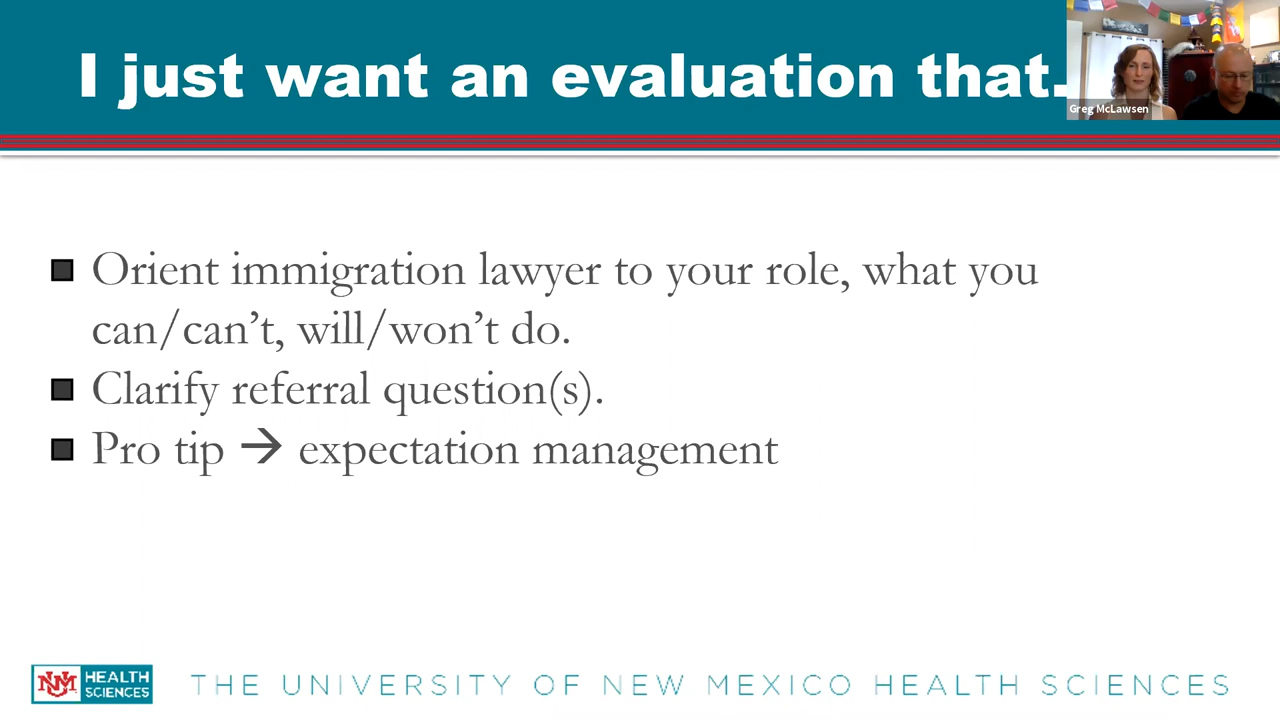 I just want an evaluation that.
Greg McLawsen
■ Orient immigration lawyer to your role, what you
can/can’t, will/won’t do.
■ Clarify referral question(s).
■ Pro tip → expectation management
UNM HEALTH
SCIENCES
THE UNIVERSITY OF NEW MEXICO HEALTH SCIENCES